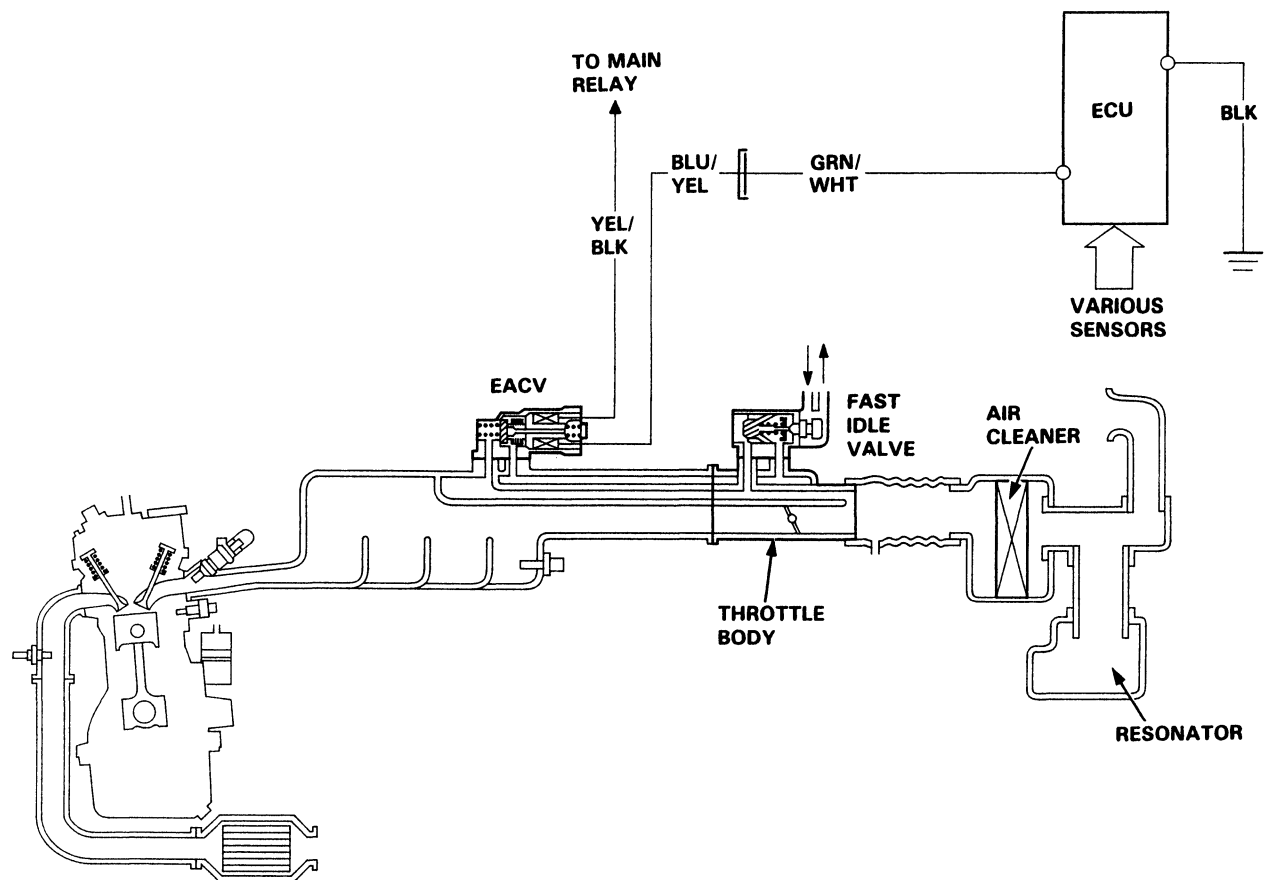 TO MAIN
RELAY
ECU
BLK
BLU/
YEL
GRN/
WHT
YEL/
BLK
VARIOUS
SENSORS
EACV
FAST
IDLE
VALVE
AIR
CLEANER
THROTTLE
BODY
RESONATOR